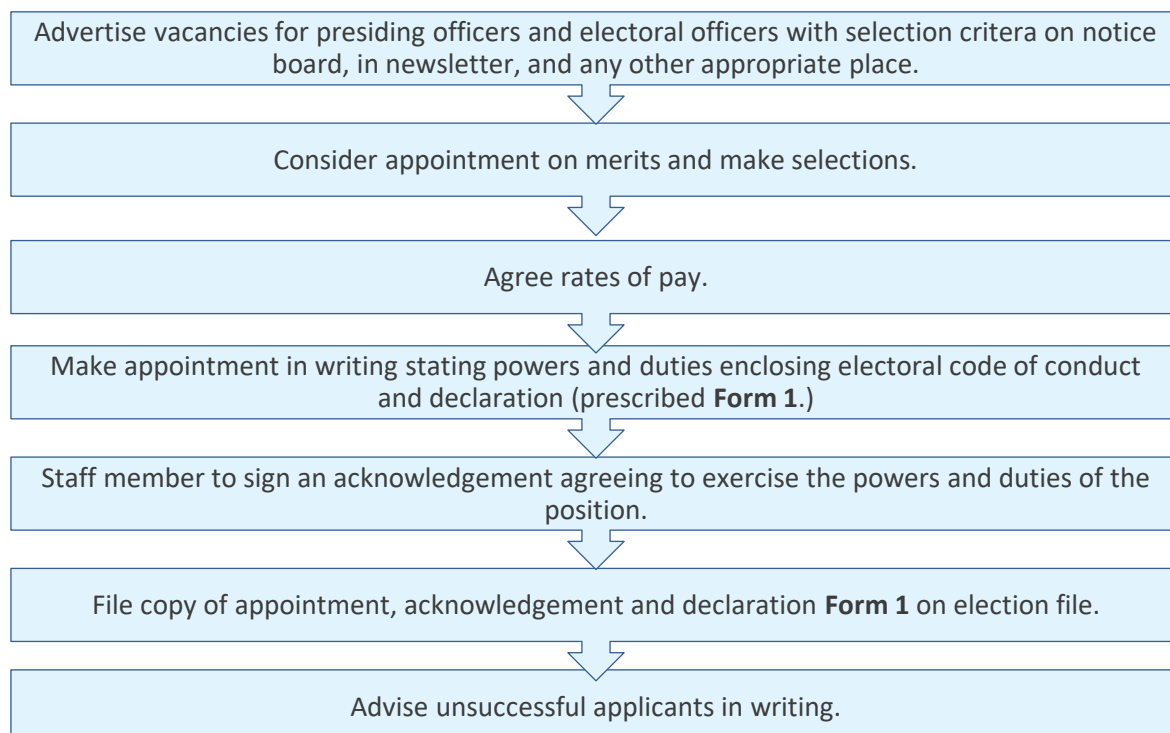 Advertise vacancies for presiding officers and electoral officers with selection critera on notice
board, in newsletter, and any other appropriate place.
Consider appointment on merits and make selections.
Agree rates of pay.
Make appointment in writing stating powers and duties enclosing electoral code of conduct
and declaration (prescribed Form 1.)
Staff member to sign an acknowledgement agreeing to exercise the powers and duties of the
position.
File copy of appointment, acknowledgement and declaration Form 1 on election file.
Advise unsuccessful applicants in writing.